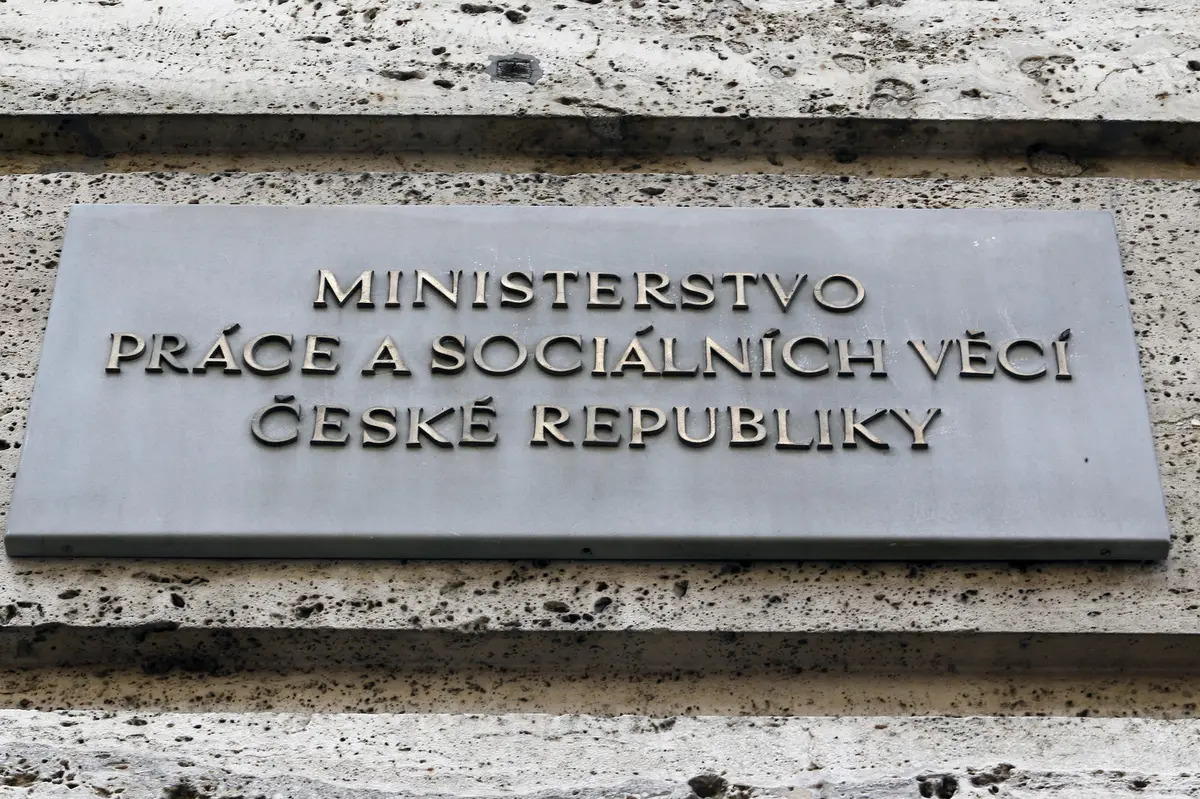 MINISTERSTVO
PRÁCE A SOCIÁLNÍCH VĚCÍ
ČESKÉ REPUBLIKY